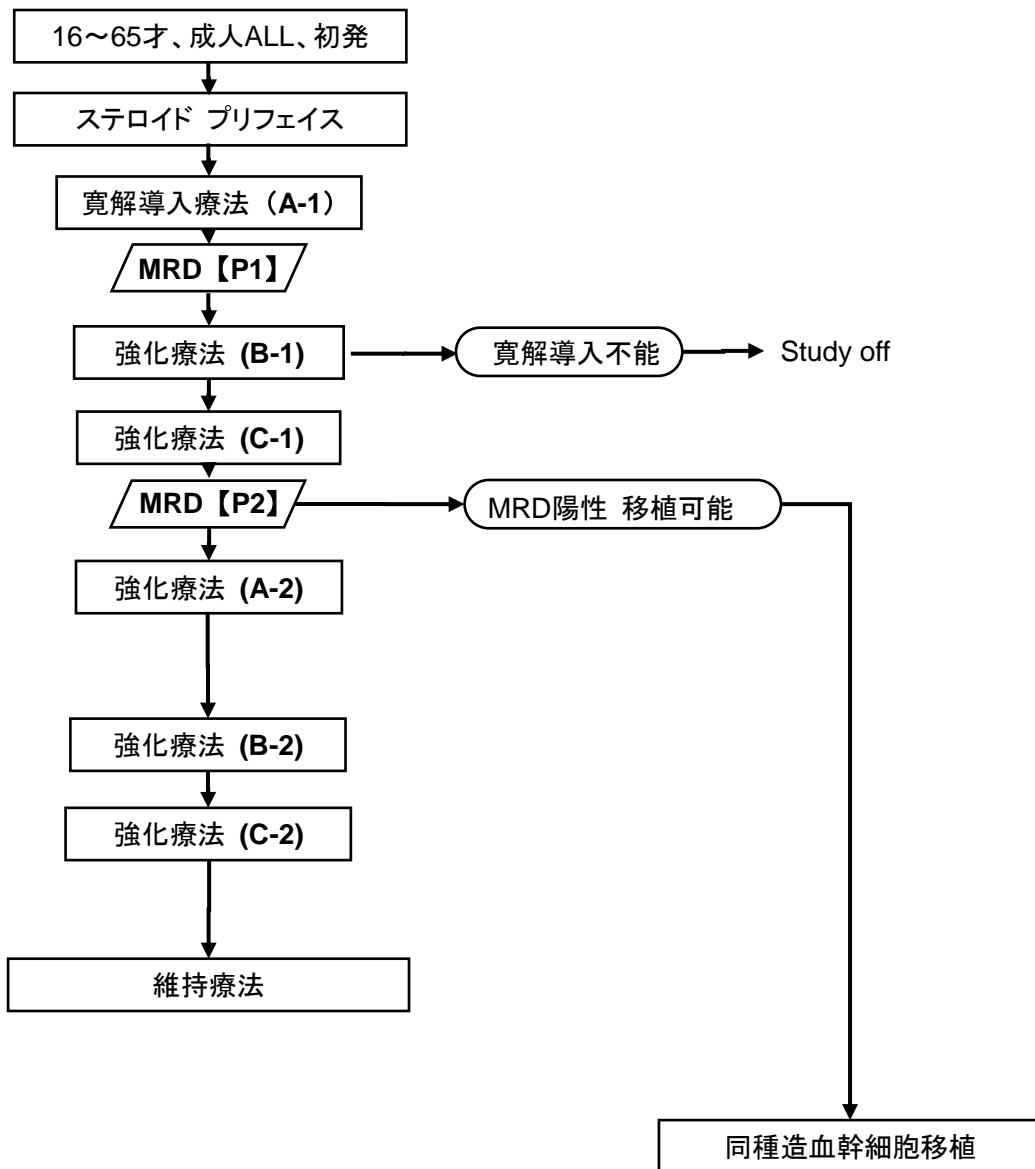 16～65才、成人ALL、初発
ステロイド プリフェイス
寛解導入療法（A-1）
MRD【P1】
強化療法 (B-1)
寛解導入不能
Study off
強化療法 (C-1)
MRD【P2】
MRD陽性 移植可能
強化療法 (A-2)
強化療法 (B-2)
強化療法 (C-2)
維持療法
同種造血幹細胞移植